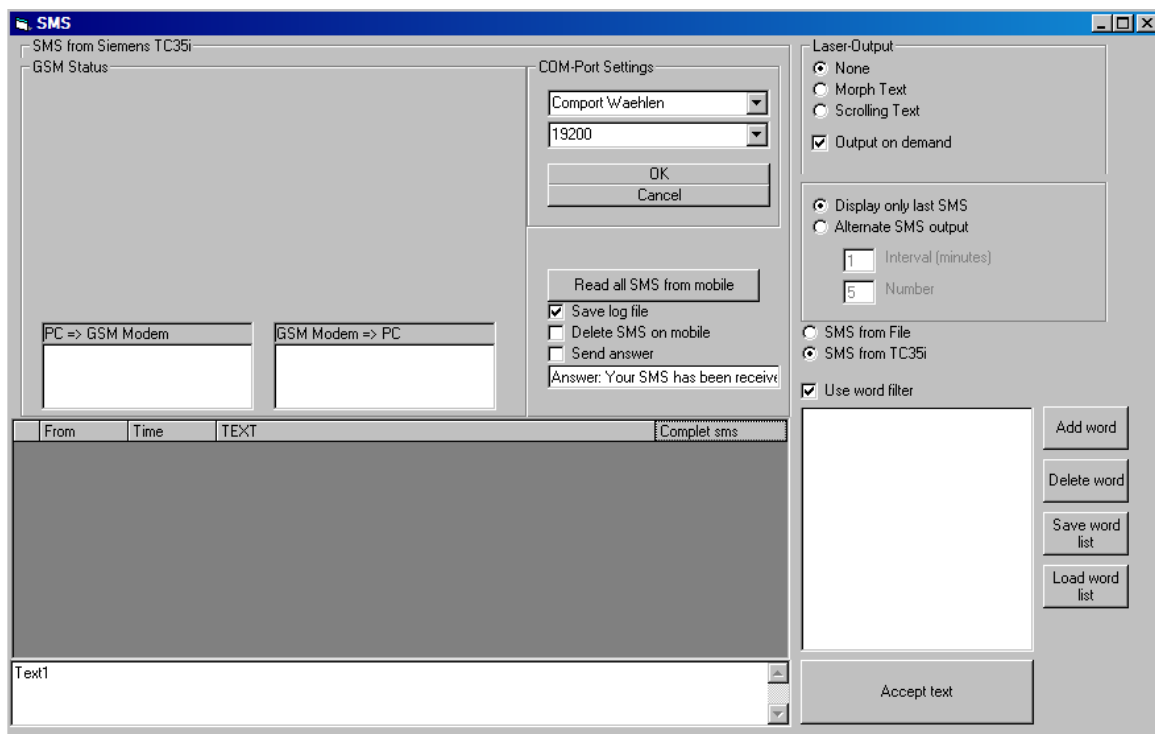 SMS
SMS from Siemens TC35i
GSM Status
PC => GSM Modem
GSM Modem => PC
COM-Port Settings
Comport Waehlen
19200
OK
Cancel
Read all SMS from mobile
Save log file
Delete SMS on mobile
Send answer
Answer: Your SMS has been receive
From Time TEXT Complet sms
Text1
Laser-Output
None
Morph Text
Scrolling Text
Output on demand
Display only last SMS
Alternate SMS output
1 Interval (minutes)
5 Number
SMS from File
SMS from TC35i
Use word filter
Add word
Delete word
Save word
list
Load word
list
Accept text